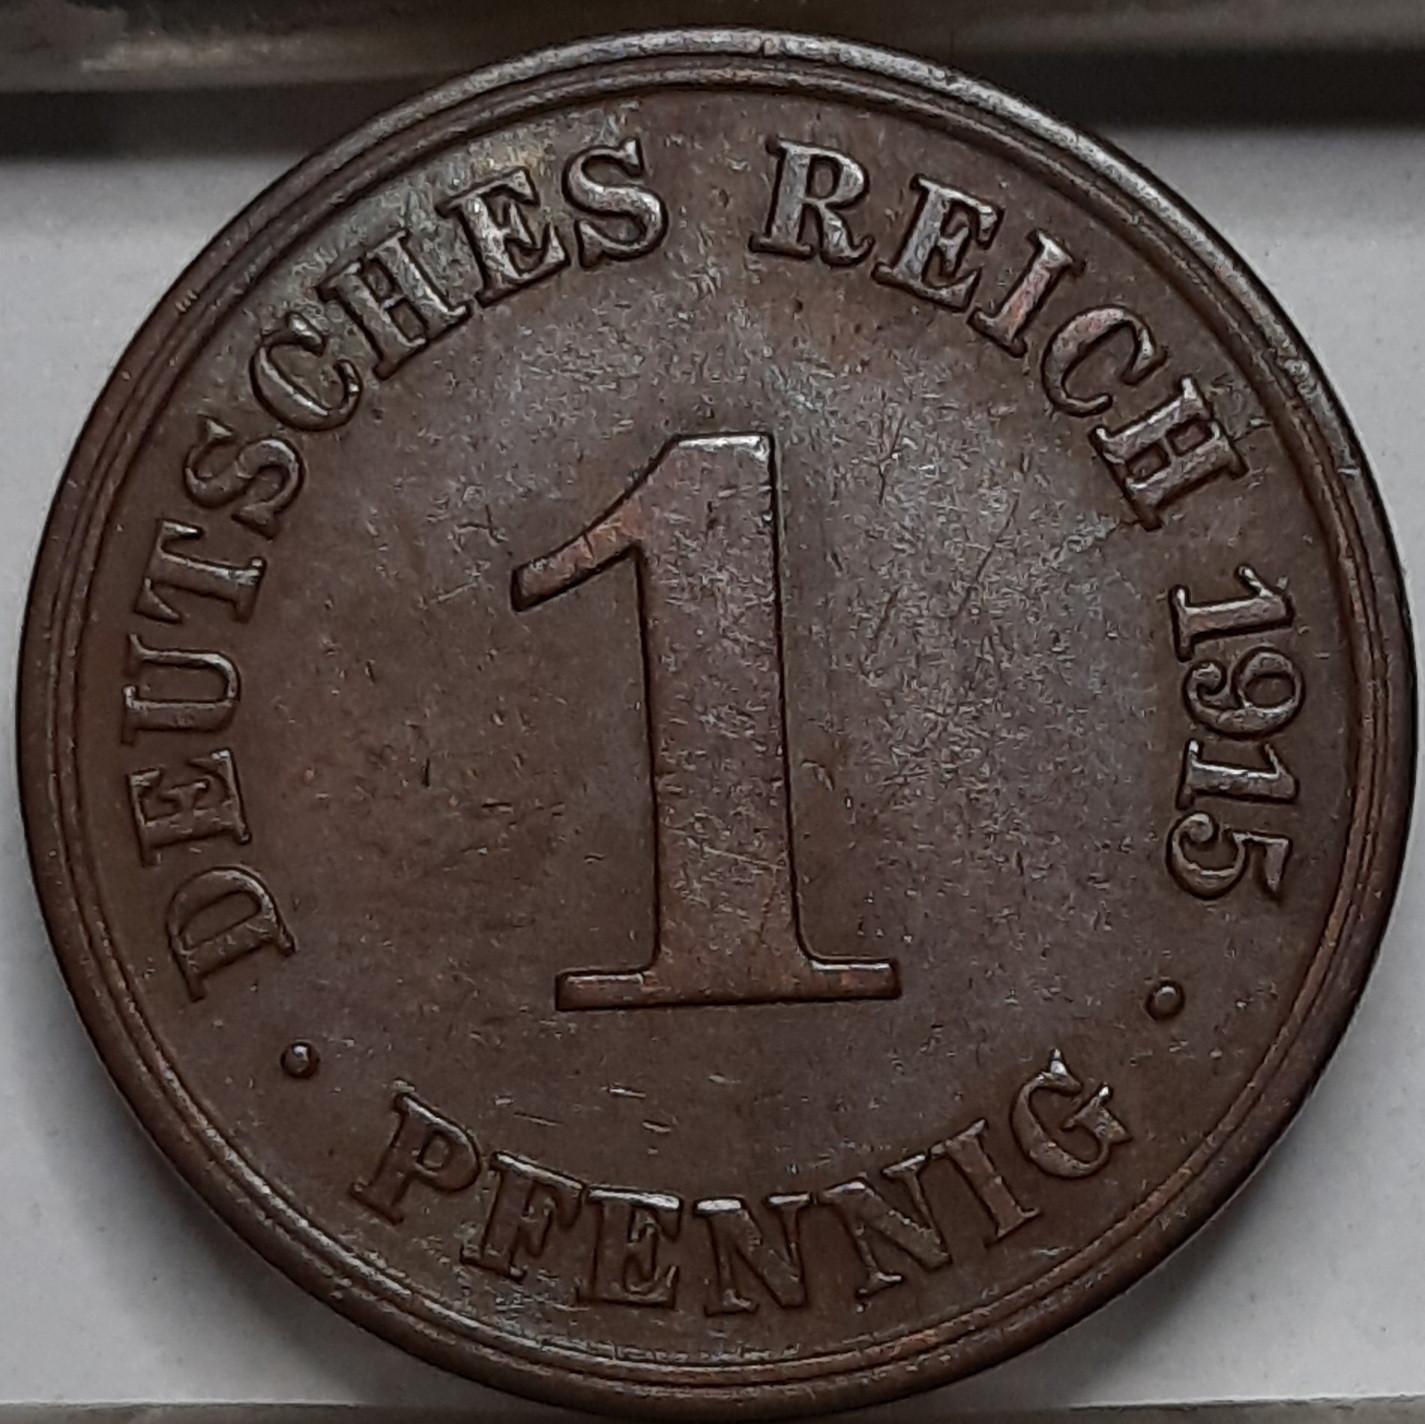 DEUTSCHES REICH 1915
1
· PFENNIG ·